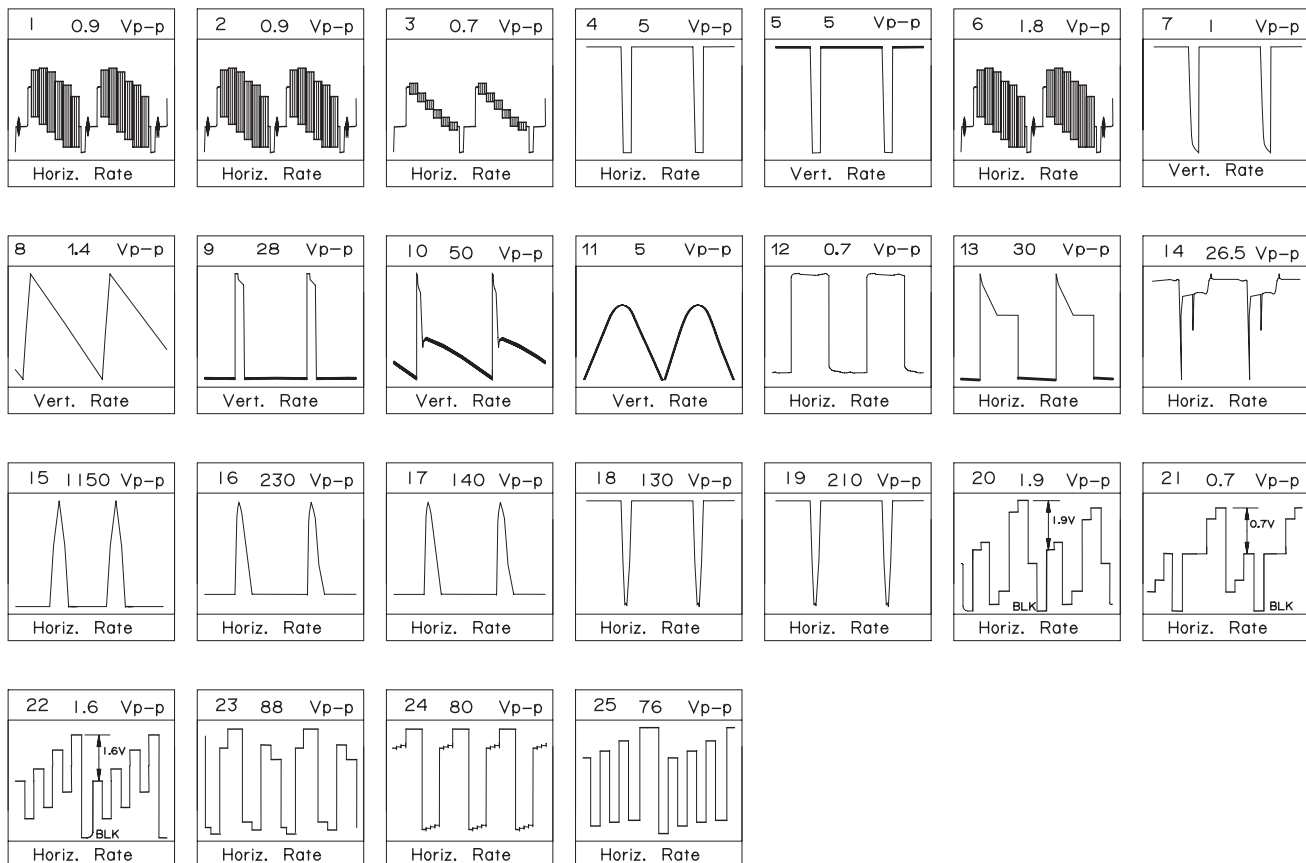 1 0.9 Vp-p
Horiz. Rate
2 0.9 Vp-p
Horiz. Rate
3 0.7 Vp-p
Horiz. Rate
4 5 Vp-p
Horiz. Rate
5 5 Vp-p
Vert. Rate
6 1.8 Vp-p
Horiz. Rate
7 1 Vp-p
Vert. Rate
8 1.4 Vp-p
Vert. Rate
9 28 Vp-p
Vert. Rate
10 50 Vp-p
Vert. Rate
11 5 Vp-p
Vert. Rate
12 0.7 Vp-p
Horiz. Rate
13 30 Vp-p
Horiz. Rate
14 26.5 Vp-p
Horiz. Rate
15 1150 Vp-p
Horiz. Rate
16 230 Vp-p
Horiz. Rate
17 140 Vp-p
Horiz. Rate
18 130 Vp-p
Horiz. Rate
19 210 Vp-p
Horiz. Rate
20 1.9 Vp-p
1.9V
BLK
Horiz. Rate
21 0.7 Vp-p
0.7V
BLK
Horiz. Rate
22 1.6 Vp-p
1.6V
BLK
Horiz. Rate
23 88 Vp-p
Horiz. Rate
24 80 Vp-p
Horiz. Rate
25 76 Vp-p
Horiz. Rate